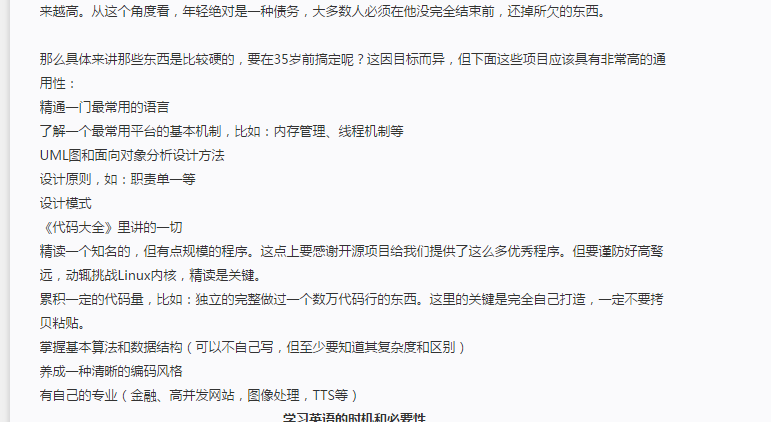 来越高。从这个角度看，年轻绝对是一种债务，大多数人必须在他没完全结束前，还掉所欠的东西。
那么具体来讲那些东西是比较硬的，要在35岁前搞定呢？这因目标而异，但下面这些项目应该具有非常高的通
用性：
精通一门最常用的语言
了解一个最常用平台的基本机制，比如：内存管理、线程机制等
UML图和面向对象分析设计方法
设计原则，如：职责单一等
设计模式
《代码大全》里讲的一切
精读一个知名的，但有点规模的程序。这点上要感谢开源项目给我们提供了这么多优秀程序。但要谨防好高骛
远，动辄挑战Linux内核，精读是关键。
累积一定的代码量，比如：独立的完整做过一个数万代码行的东西。这里的关键是完全自己打造，一定不要拷
贝粘贴。
掌握基本算法和数据结构（可以不自己写，但至少要知道其复杂度和区别）
养成一种清晰的编码风格
有自己的专业（金融、高并发网站，图像处理，TTS等）
学习英语的时机和必要性